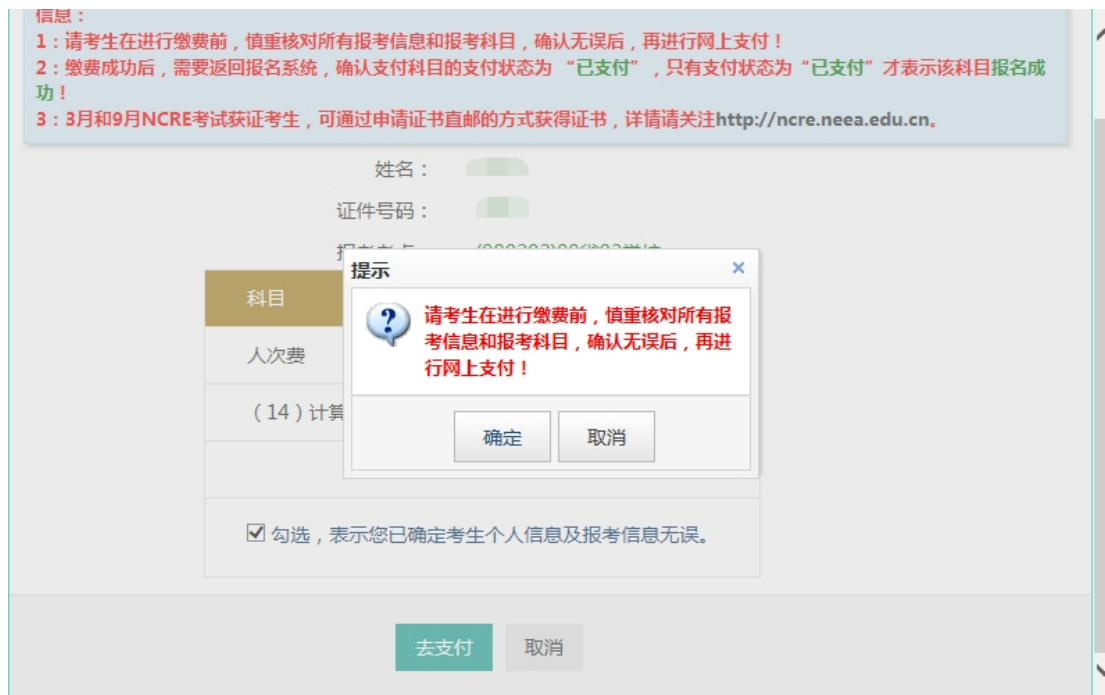 信息：
1：请考生在进行缴费前，慎重核对所有报考信息和报考科目，确认无误后，再进行网上支付！
2：缴费成功后，需要返回报名系统，确认支付科目的支付状态为 “已支付” ，只有支付状态为“已支付” 才表示该科目报名成
功！
3：3月和9月NCRE考试获证考生，可通过申请证书直邮的方式获得证书，详情请关注http://ncre.neea.edu.cn。
姓名：
证件号码：
提示
科目
请考生在进行缴费前，慎重核对所有报
考信息和报考科目，确认无误后，再进
行网上支付！
人次费
（14）计算
确定 取消
勾选，表示您已确定考生个人信息及报考信息无误。
去支付 取消